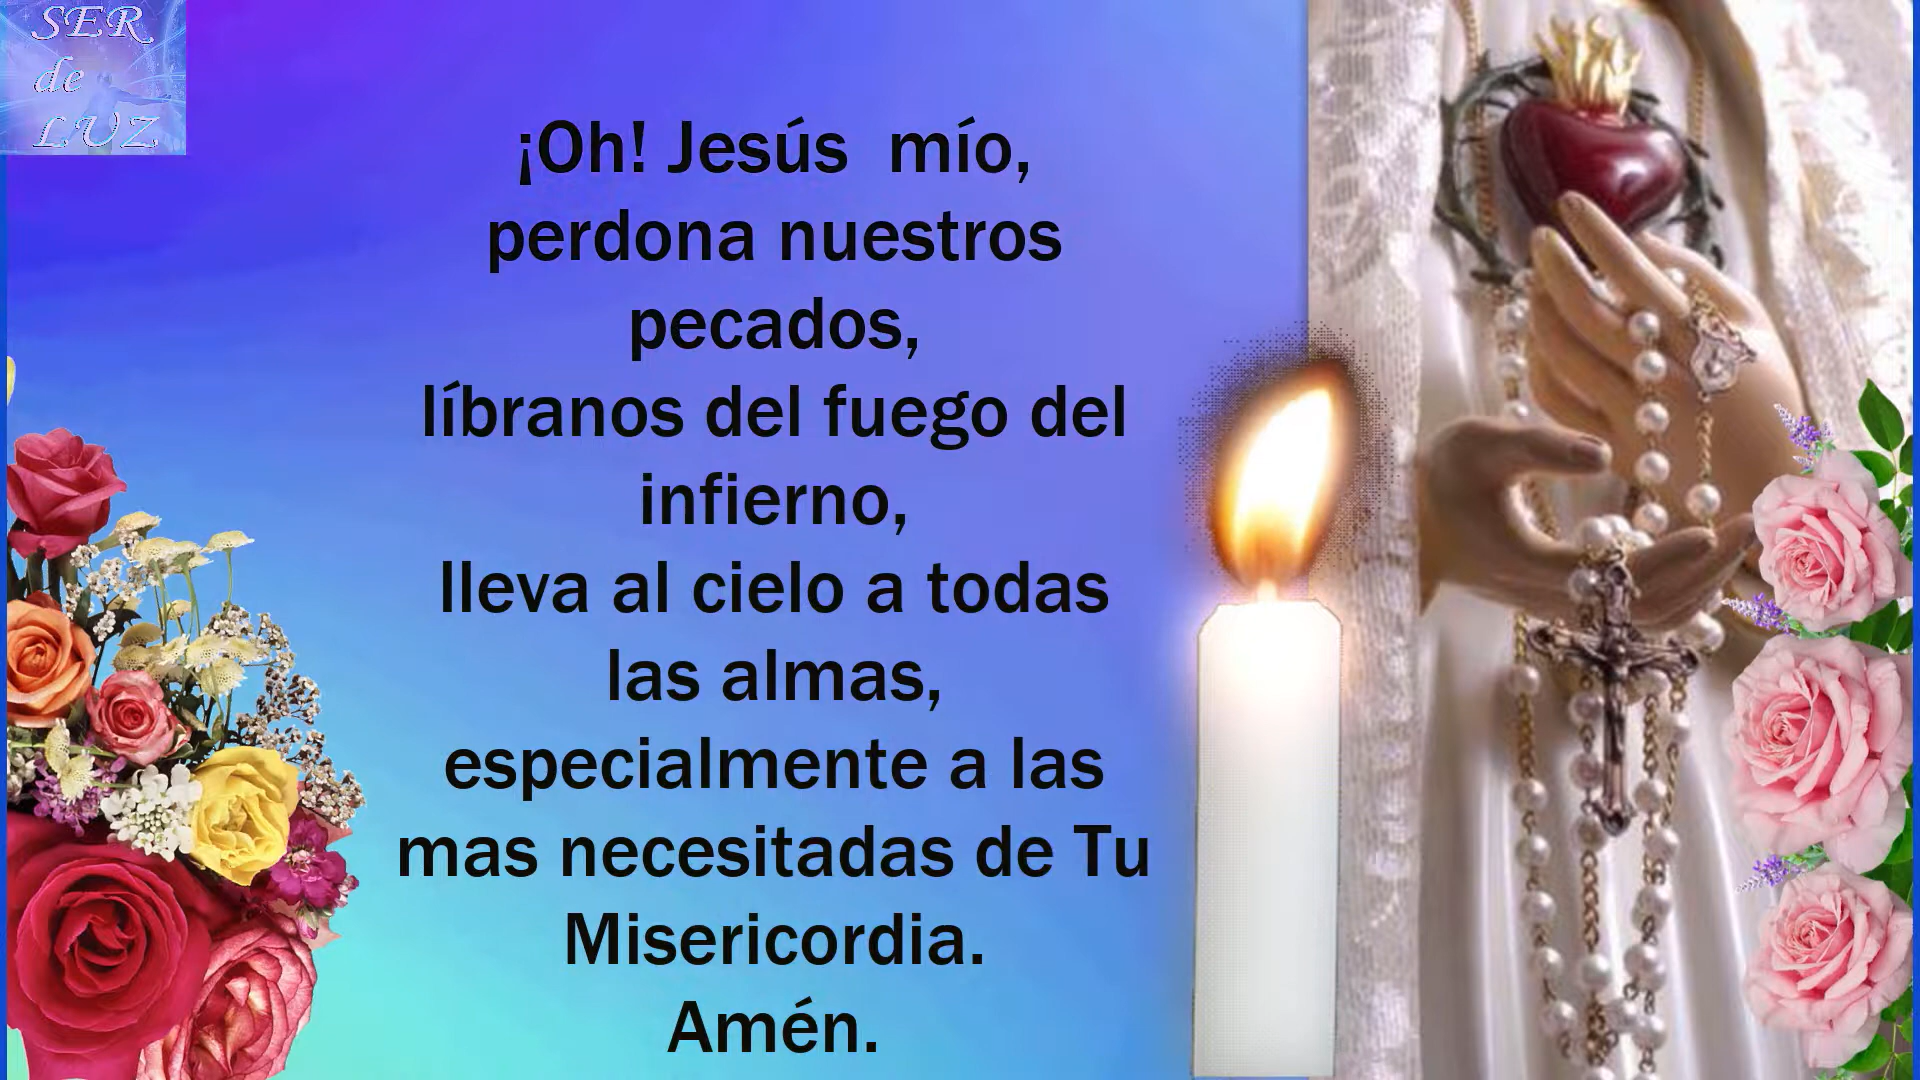 SER
de
LUZ
¡Oh! Jesús mío,
perdona nuestros
pecados,
líbranos del fuego del
infierno,
lleva al cielo a todas
las almas,
especialmente a las
mas necesitadas de Tu
Misericordia.
Amén.